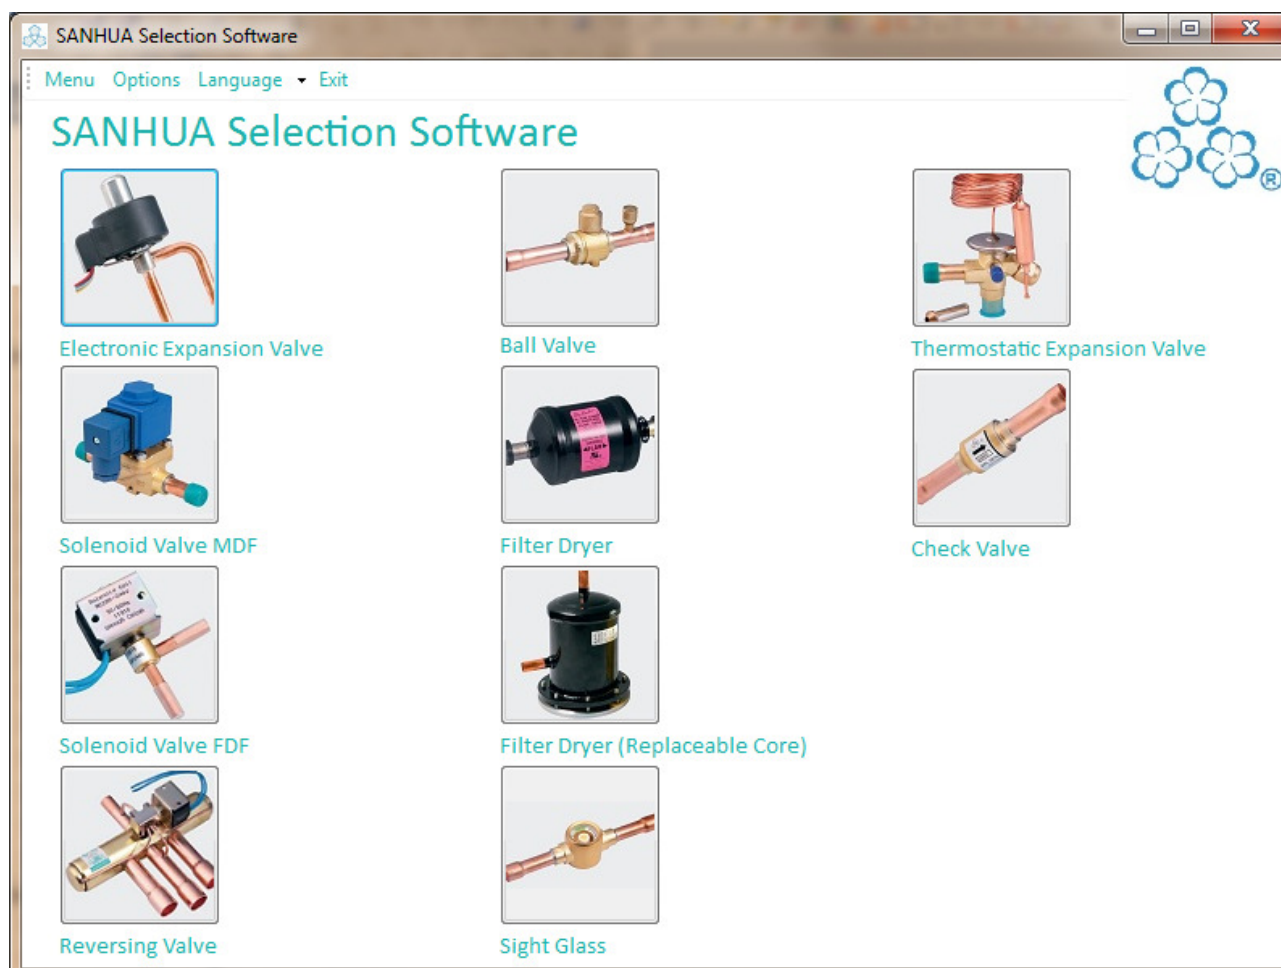 SANHUA Selection Software
Menu Options Language Exit
SANHUA Selection Software
®
Electronic Expansion Valve
Ball Valve
Thermostatic Expansion Valve
Solenoid Valve MDF
Filter Dryer
Check Valve
Solenoid Valve FDF
Filter Dryer (Replaceable Core)
Reversing Valve
Sight Glass